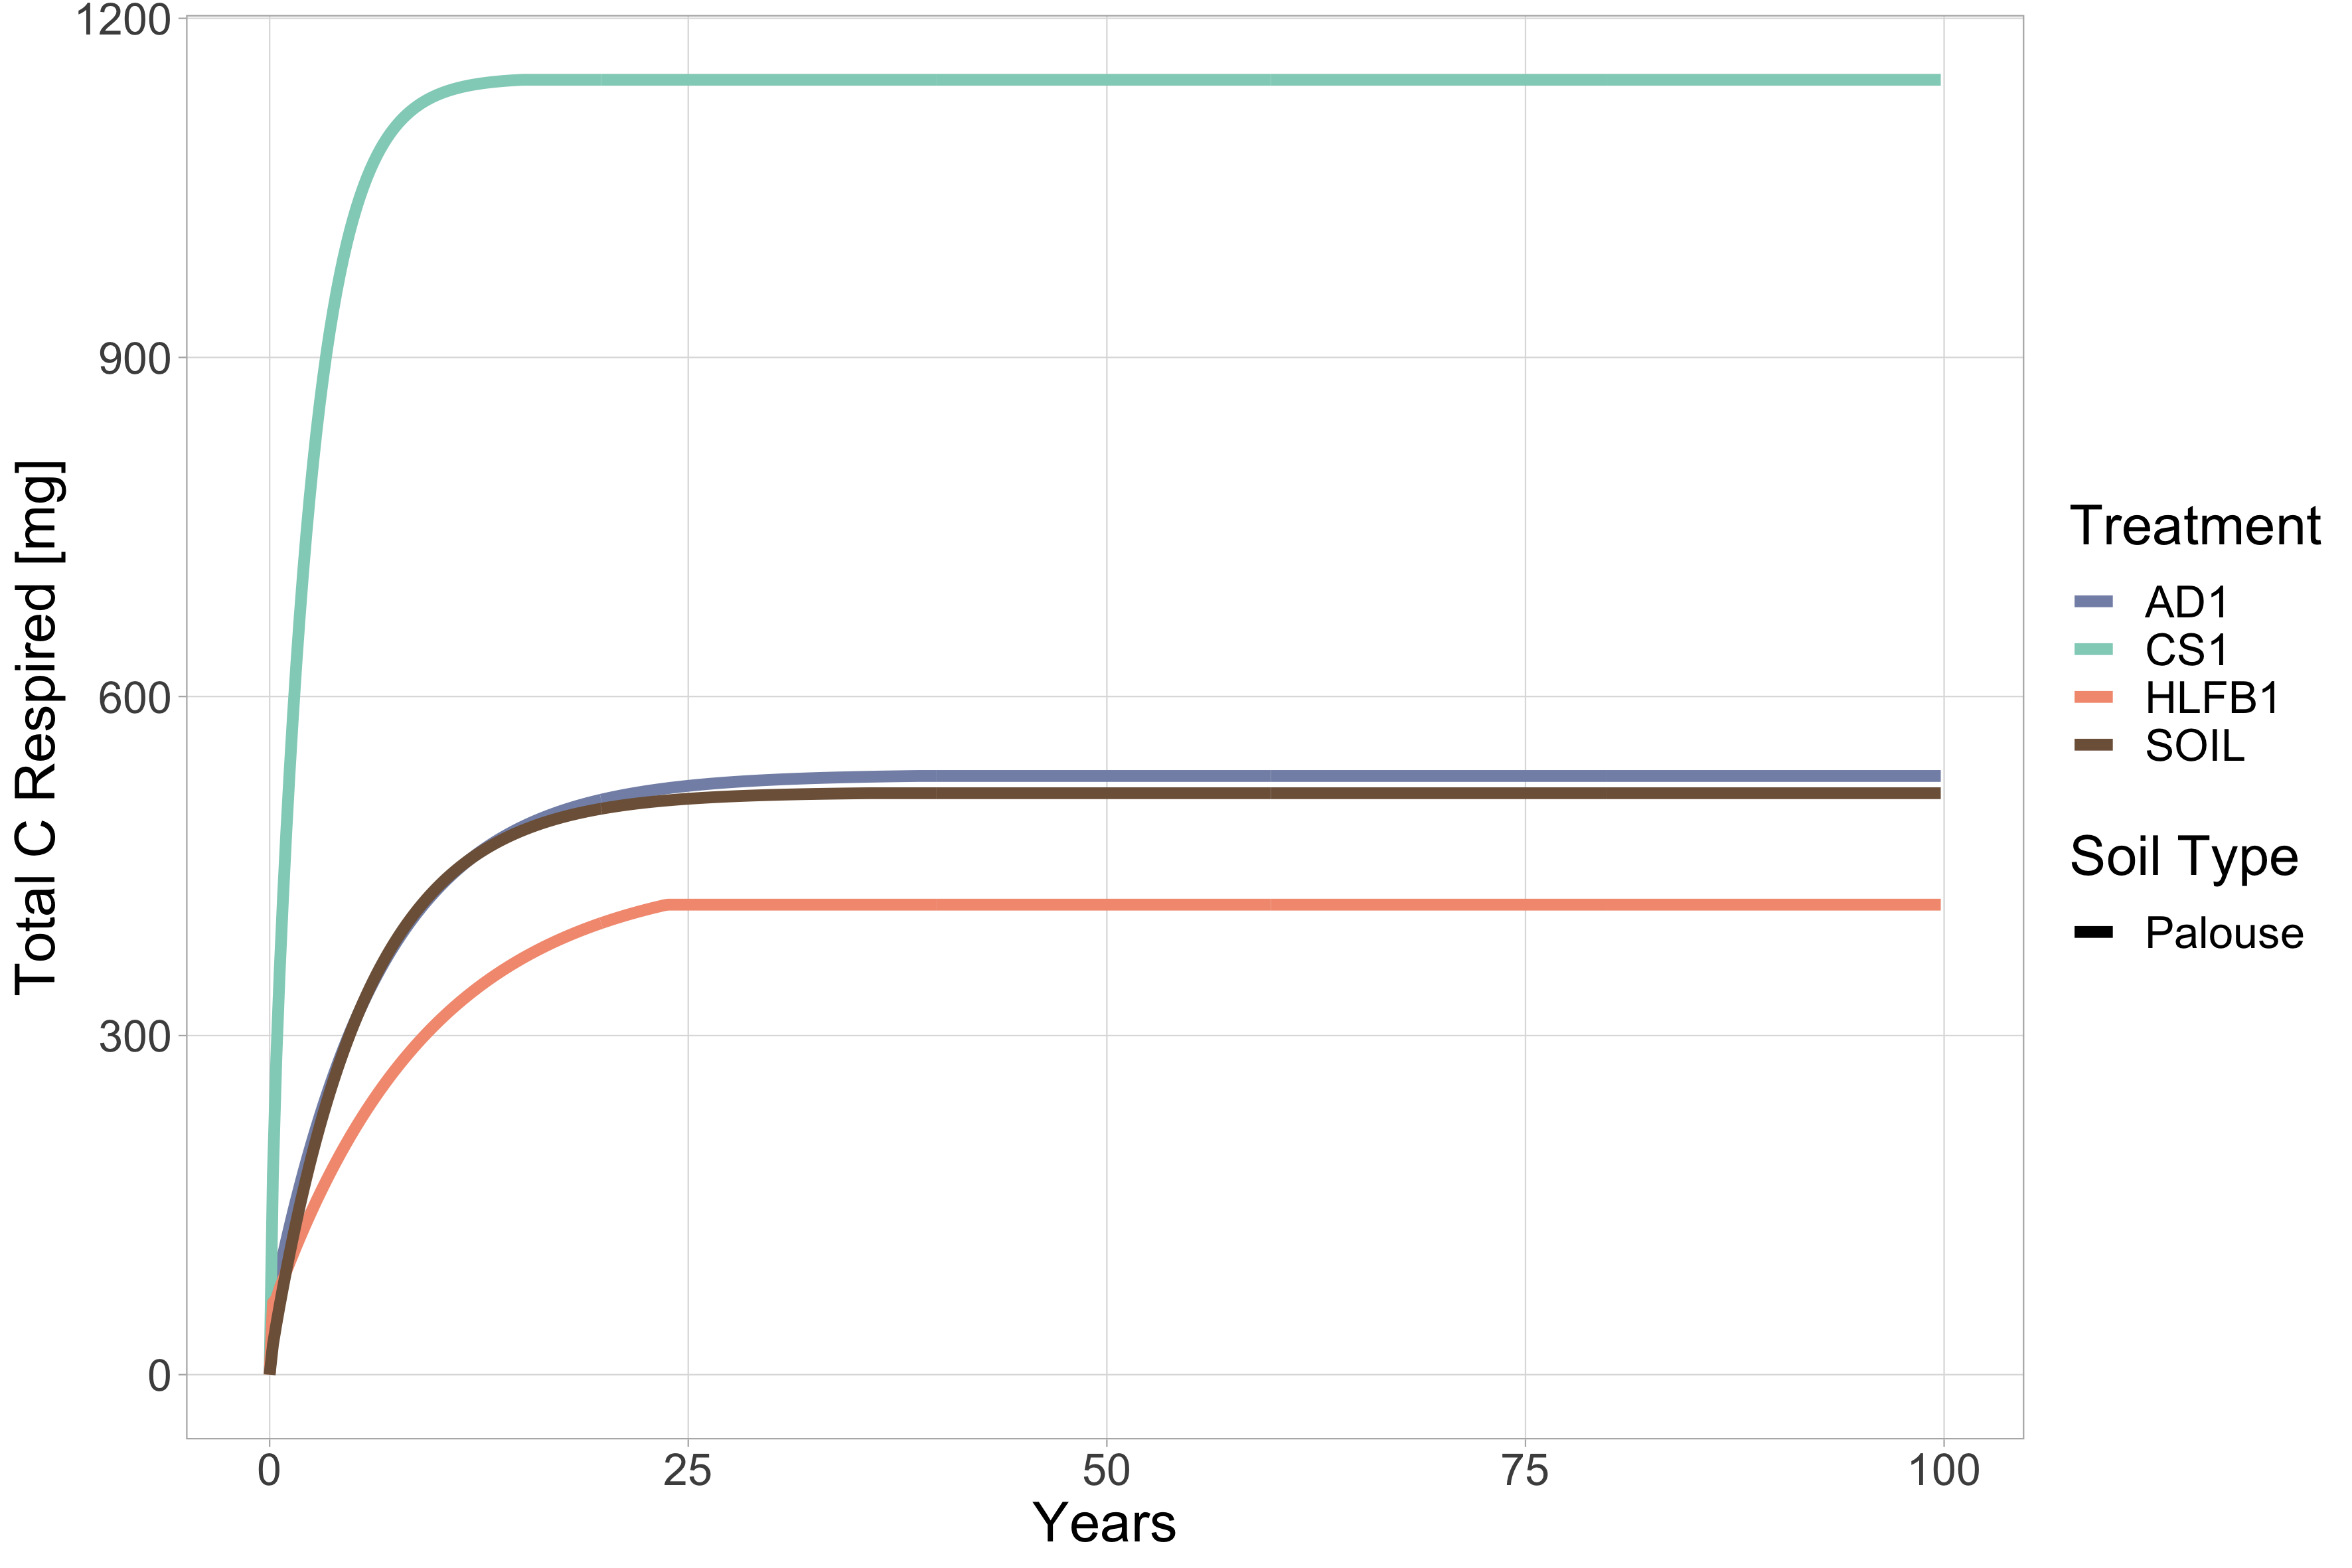 Total C Respired [mg]
1200
900
600
300
0
0 25 50 75 100
Years
Treatment
AD1
CS1
HLFB1
SOIL
Soil Type
Palouse